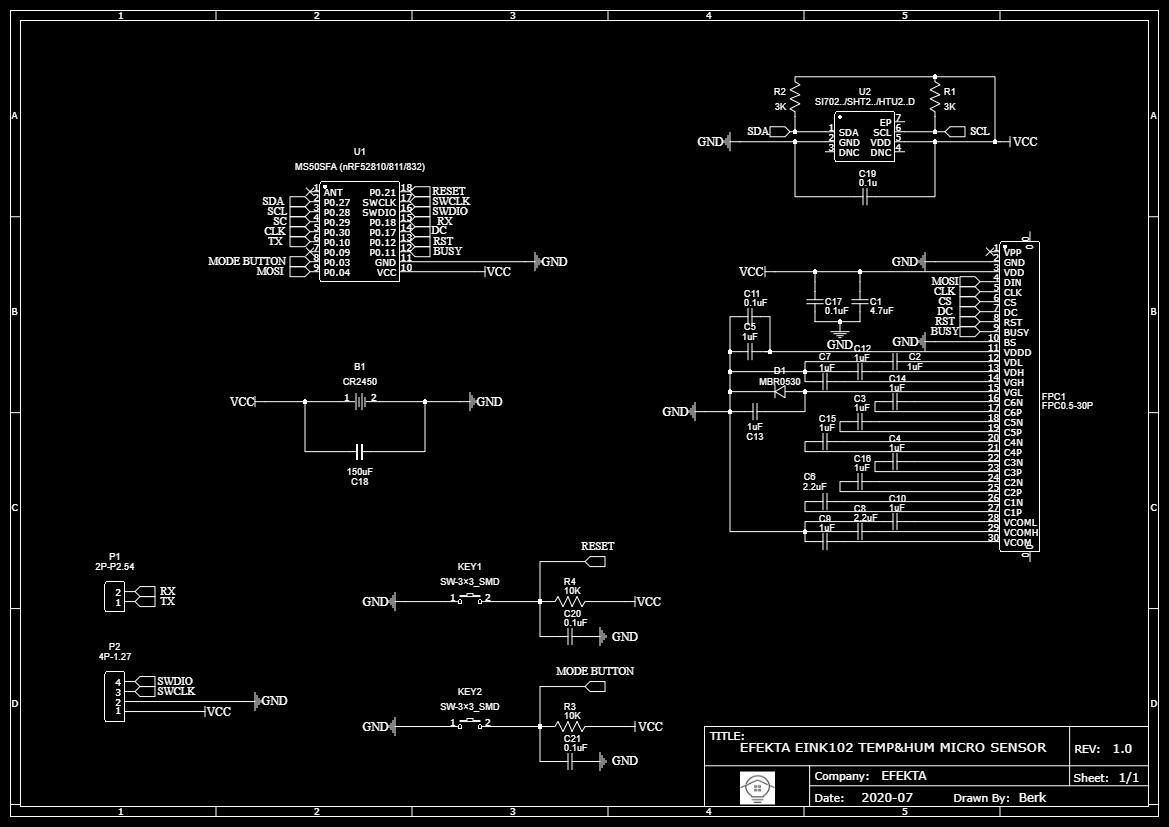 1 2 3 4 5
A A
B B
C C
D D
U1
MS50SFA (nRF52810/811/832)
1 ANT P0.21 18 RESET
SDA 2 P0.27 SWCLK 17 SWCLK
SCL 3 P0.28 SWDIO 16 SWDIO
SC 4 P0.29 P0.18 15 RX
CLK 5 P0.30 P0.17 14 DC
TX 6 P0.10 P0.12 13 RST
7 P0.09 P0.11 12 BUSY
MODE BUTTON 8 P0.03 GND 11 GND
MOSI 9 P0.04 VCC 10 VCC
R2
3K
U2
SI702../SHT2../HTU2..D
R1
3K
EP 7
SDA 1 SDA SCL 6 SCL
GND 2 GND VDD 5 VCC
3 DNC DNC 4
C19
0.1u
B1
CR2450
VCC 1 2 GND
150uF
C18
1 VPP
GND 2 GND
VCC 3 VDD
MOSI 4 DIN
CLK 5 CLK
CS 6 CS
DC 7 DC
RST 8 RST
BUSY 9 BUSY
GND 10 BS
11 VDDD
12 VDL
13 VDH
14 VGH
15 VGL
16 C6N
17 C6P
18 C5N
19 C5P
20 C4N
21 C4P
22 C3N
23 C3P
24 C2N
25 C2P
26 C1N
27 C1P
28 VCOML
29 VCOMH
30 VCOM
0
0
FPC1
FPC0.5-30P
C11
0.1uF
C17
0.1uF
C1
4.7uF
GND
C5
1uF
C12
1uF
C7
1uF
C2
1uF
D1
MBR0530
C14
1uF
GND
1uF
C13
C3
1uF
C15
1uF
C4
1uF
C16
1uF
C6
2.2uF
C10
1uF
C8
2.2uF
C9
1uF
P1
2P-P2.54
2 RX
1 TX
P2
4P-1.27
4 SWDIO
3 SWCLK
2 GND
1 VCC
RESET
KEY1
SW-3×3_SMD
GND 1 2
R4
10K
VCC
C20
0.1uF
GND
MODE BUTTON
KEY2
SW-3×3_SMD
GND 1 2
R3
10K
VCC
C21
0.1uF
GND
TITLE:
EFEKTA EINK102 TEMP&HUM MICRO SENSOR
REV: 1.0
Company: EFEKTA
Sheet: 1/1
Date: 2020-07 Drawn By: Berk
1 2 3 4 5